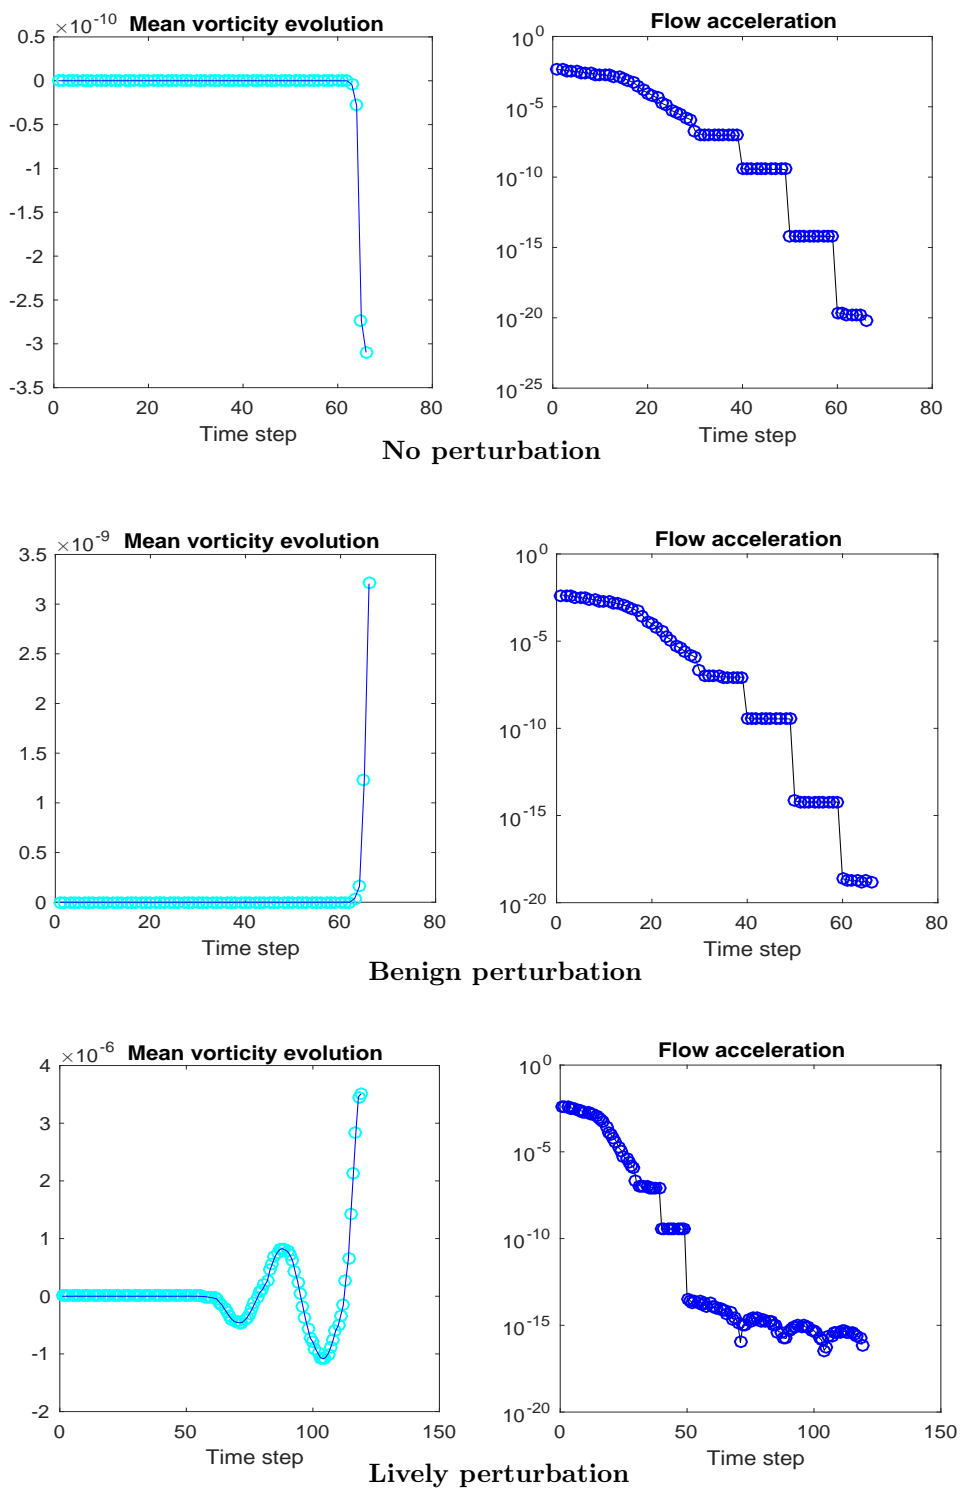 ×10^-10 Mean vorticity evolution
0.5
0
-0.5
-1
-1.5
-2
-2.5
-3
-3.5
0 20 40 60 80
Time step
Flow acceleration
10^0
10^-5
10^-10
10^-15
10^-20
10^-25
0 20 40 60 80
Time step
No perturbation
×10^-9 Mean vorticity evolution
3.5
3
2.5
2
1.5
1
0.5
0
0 20 40 60 80
Time step
Flow acceleration
10^0
10^-5
10^-10
10^-15
10^-20
0 20 40 60 80
Time step
Benign perturbation
×10^-6 Mean vorticity evolution
4
3
2
1
0
-1
-2
0 50 100 150
Time step
Flow acceleration
10^0
10^-5
10^-10
10^-15
10^-20
0 50 100 150
Time step
Lively perturbation